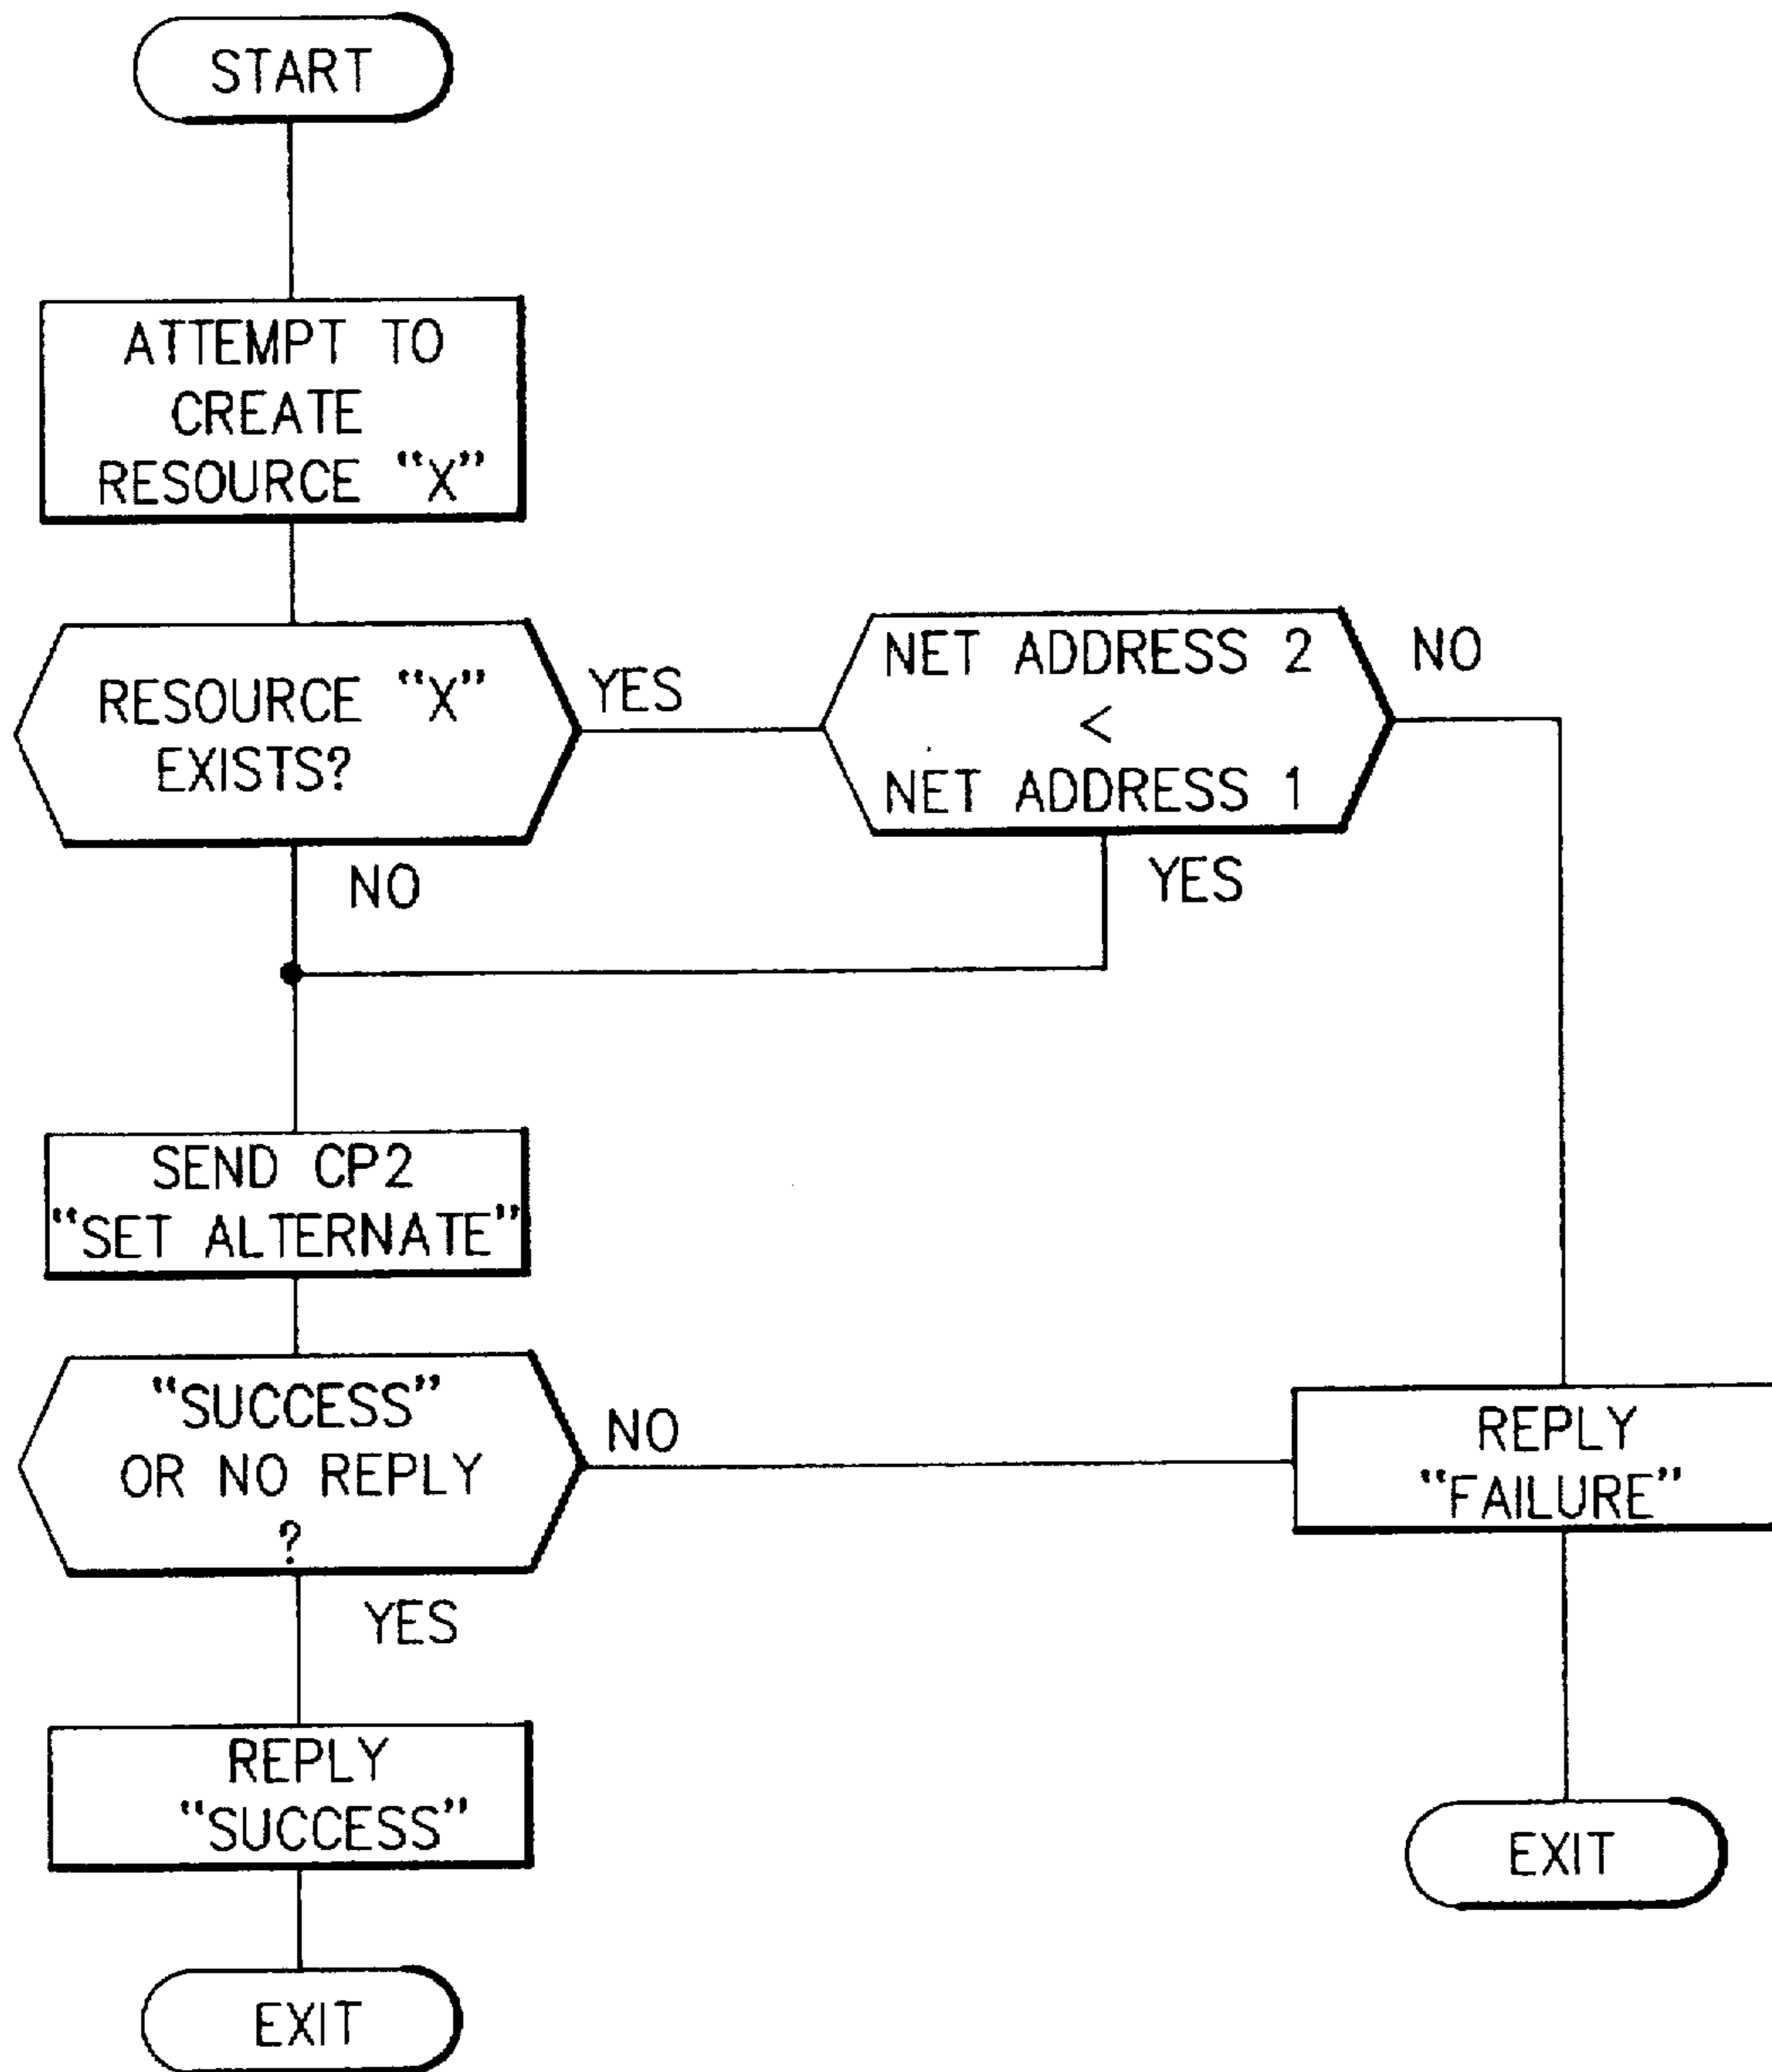 START
ATTEMPT TO
CREATE
RESOURCE “X”
RESOURCE “X”
EXISTS?
YES
NO
NET ADDRESS 2
<
NET ADDRESS 1
NO
YES
SEND CP2
“SET ALTERNATE”
“SUCCESS”
OR NO REPLY
?
NO
YES
REPLY
“FAILURE”
REPLY
“SUCCESS”
EXIT
EXIT